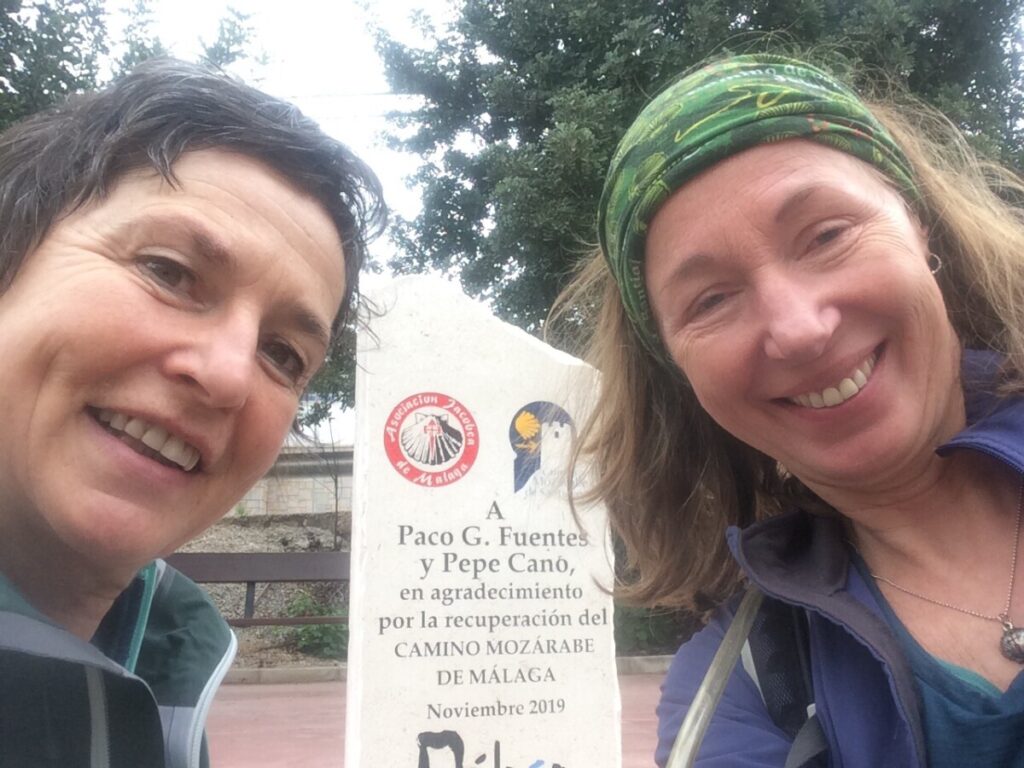 Asociacion Jacobea
de Malaga
A
Paco G. Fuentes
y Pepe Cano,
en agradecimiento
por la recuperación del
CAMINO MOZÁRABE
DE MÁLAGA
Noviembre 2019